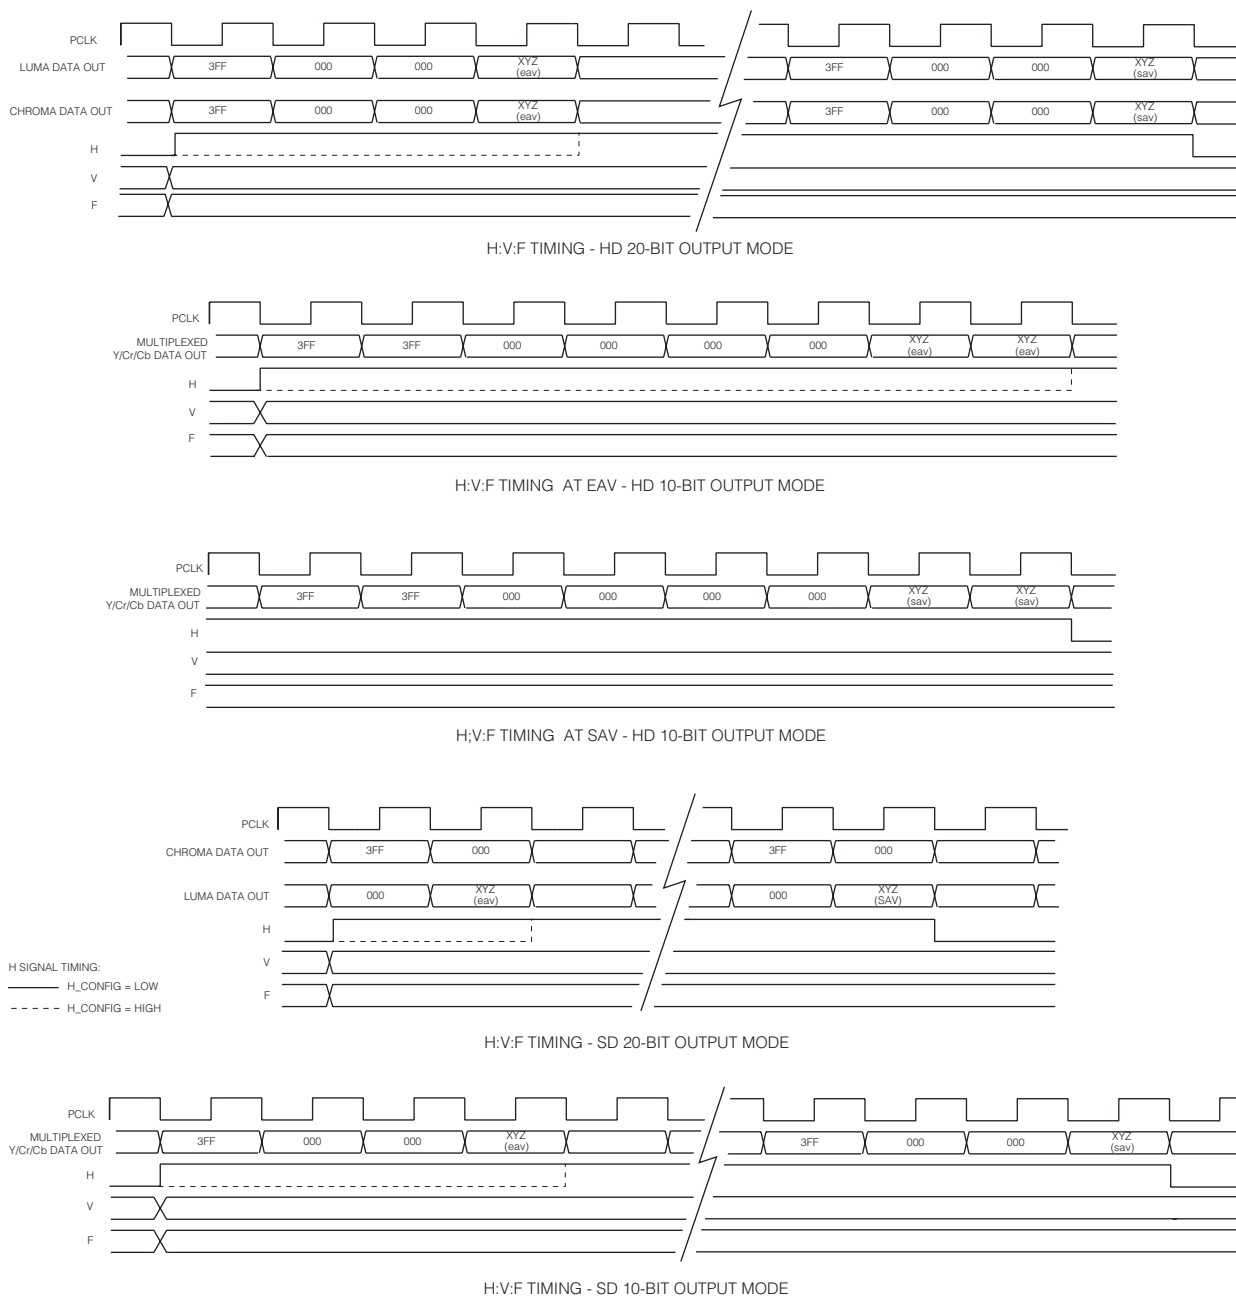 PCLK
LUMA DATA OUT 3FF 000 000 XYZ (eav) 3FF 000 000 XYZ (sav)
CHROMA DATA OUT 3FF 000 000 XYZ (eav) 3FF 000 000 XYZ (sav)
H
V
F
H:V:F TIMING - HD 20-BIT OUTPUT MODE
PCLK
MULTIPLEXED
Y/Cr/Cb DATA OUT 3FF 3FF 000 000 000 000 XYZ (eav) XYZ (eav)
H
V
F
H:V:F TIMING AT EAV - HD 10-BIT OUTPUT MODE
PCLK
MULTIPLEXED
Y/Cr/Cb DATA OUT 3FF 3FF 000 000 000 000 XYZ (sav) XYZ (sav)
H
V
F
H;V:F TIMING AT SAV - HD 10-BIT OUTPUT MODE
PCLK
CHROMA DATA OUT 3FF 000 3FF 000
LUMA DATA OUT 000 XYZ (eav) 000 XYZ (SAV)
H
V
F
H SIGNAL TIMING:
H_CONFIG = LOW
H_CONFIG = HIGH
H:V:F TIMING - SD 20-BIT OUTPUT MODE
PCLK
MULTIPLEXED
Y/Cr/Cb DATA OUT 3FF 000 000 XYZ (eav) 3FF 000 000 XYZ (sav)
H
V
F
H:V:F TIMING - SD 10-BIT OUTPUT MODE